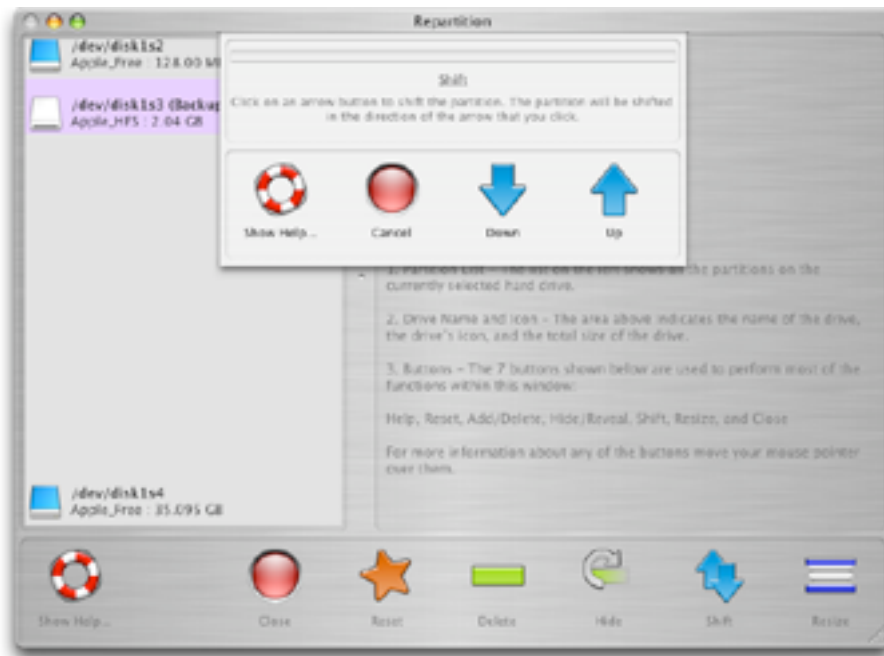 Repartition
/dev/disk1s2
Apple_Free : 128.00 M
/dev/disk1s3 (Backup
Apple_HFS : 2.04 GB
Shift
Click on an arrow button to shift the partition. The partition will be shifted
in the direction of the arrow that you click.
Show Help...
Cancel
Down
Up
1. Partition List – The list on the left shows all the partitions on the
currently selected hard drive.
2. Drive Name and Icon – The area above indicates the name of the drive,
the drive's icon, and the total size of the drive.
3. Buttons – The 7 buttons shown below are used to perform most of the
functions within this window:
Help, Reset, Add/Delete, Hide/Reveal, Shift, Resize, and Close
For more information about any of the buttons move your mouse pointer
over them.
/dev/disk1s4
Apple_Free : 35.095 GB
Show Help...
Close
Reset
Delete
Hide
Shift
Resize